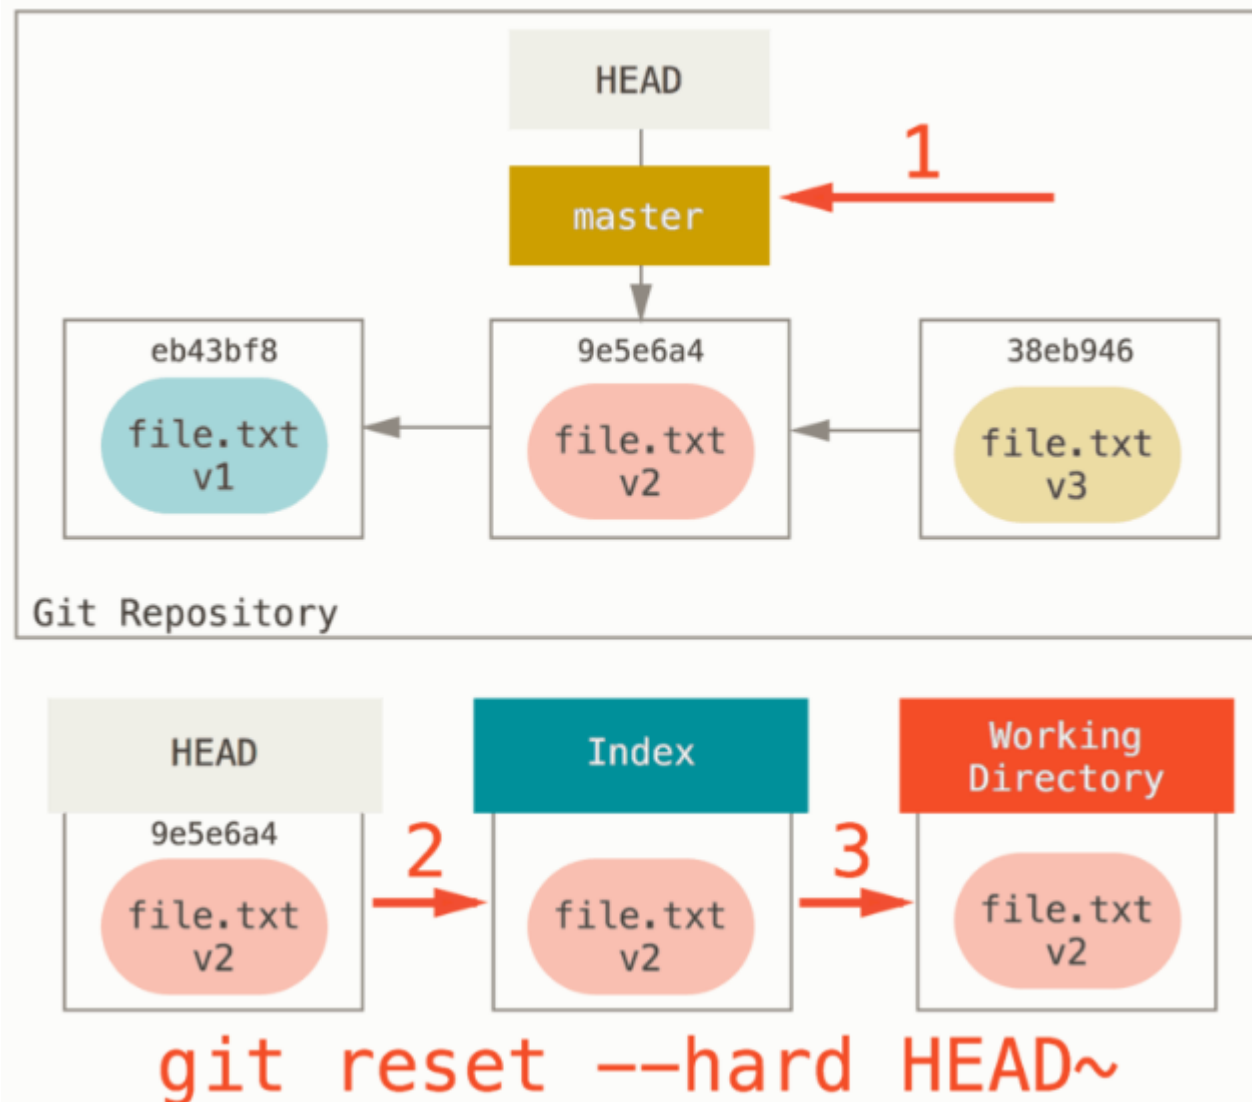 HEAD
1
master
eb43bf8
9e5e6a4
38eb946
file.txt
v1
file.txt
v2
file.txt
v3
Git Repository
HEAD
Index
Working
Directory
9e5e6a4
2
3
file.txt
v2
file.txt
v2
file.txt
v2
git reset --hard HEAD~